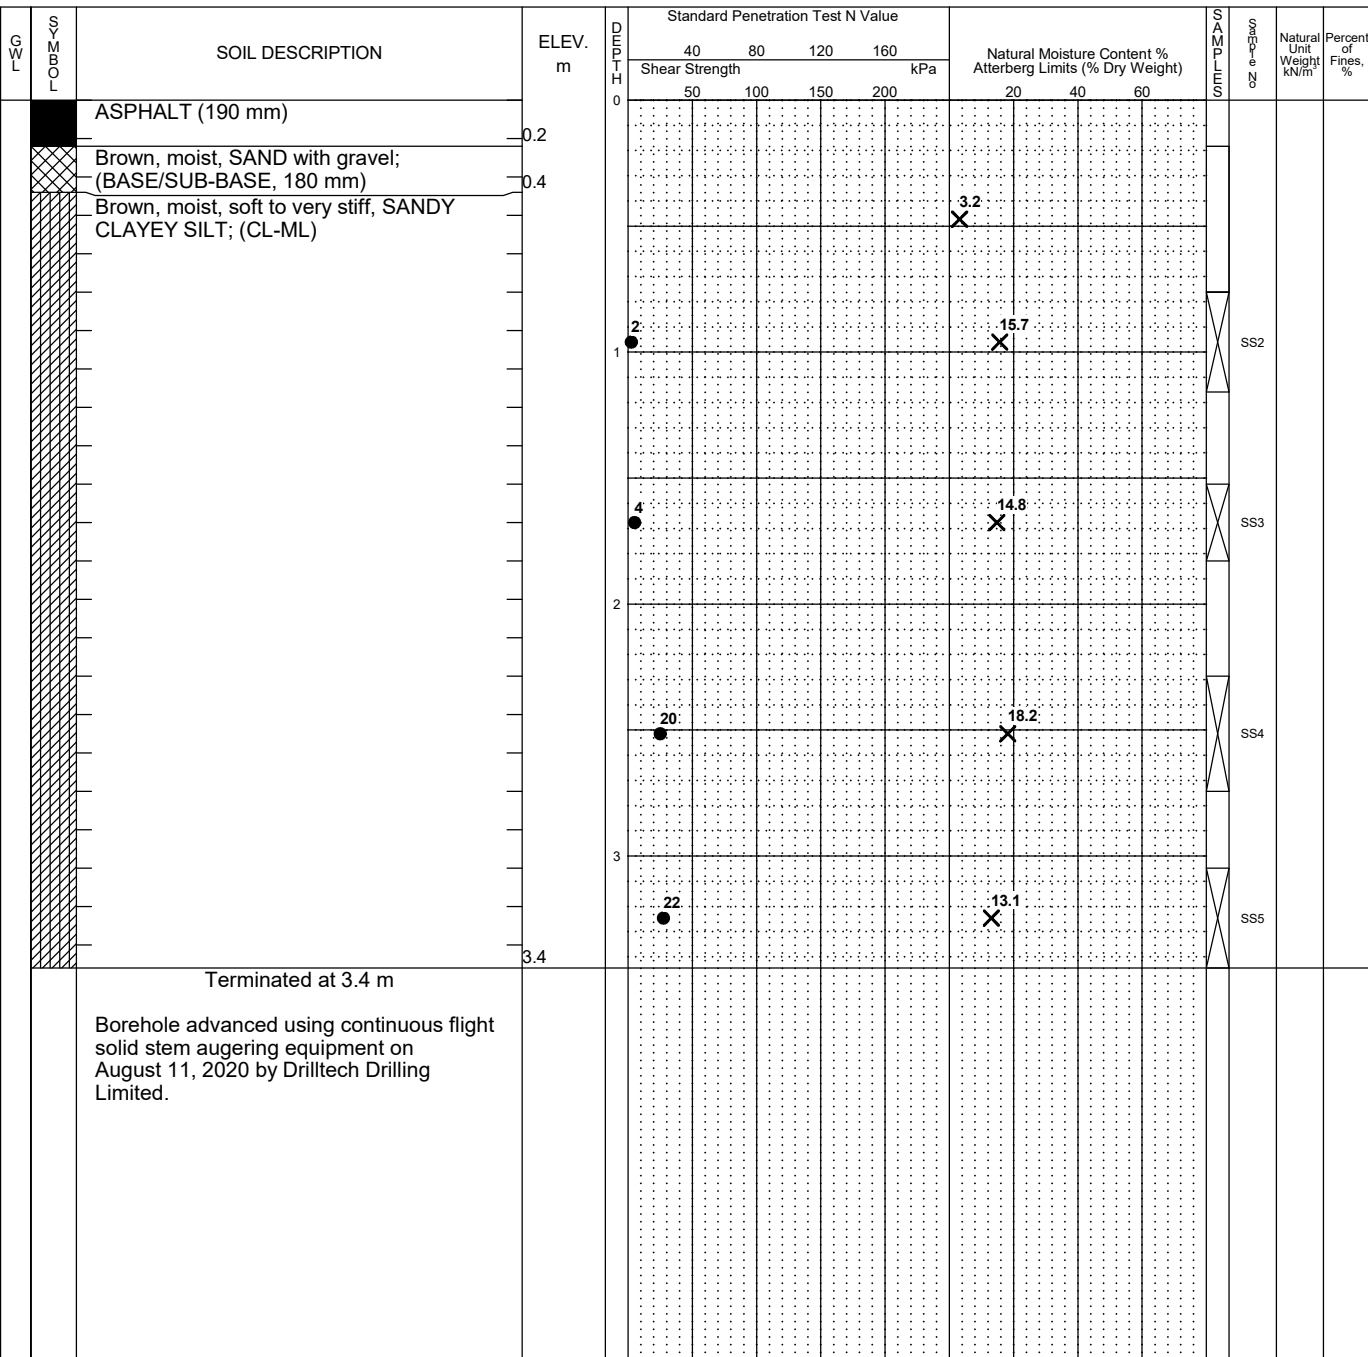 GWL
SYMBOL
SOIL DESCRIPTION
ELEV.
m
DEPTH
Standard Penetration Test N Value
40 80 120 160
Shear Strength kPa
50 100 150 200
Natural Moisture Content %
Atterberg Limits (% Dry Weight)
20 40 60
SAMPLES
Sample No
Natural
Unit
Weight
kN/m³
Percent
of
Fines,
%
0
ASPHALT (190 mm)
0.2
Brown, moist, SAND with gravel;
(BASE/SUB-BASE, 180 mm)
0.4
Brown, moist, soft to very stiff, SANDY
CLAYEY SILT; (CL-ML)
3.2
2 15.7
SS2
1
4 14.8
SS3
2
20 18.2
SS4
3
22 13.1
SS5
3.4
Terminated at 3.4 m
Borehole advanced using continuous flight
solid stem augering equipment on
August 11, 2020 by Drilltech Drilling
Limited.